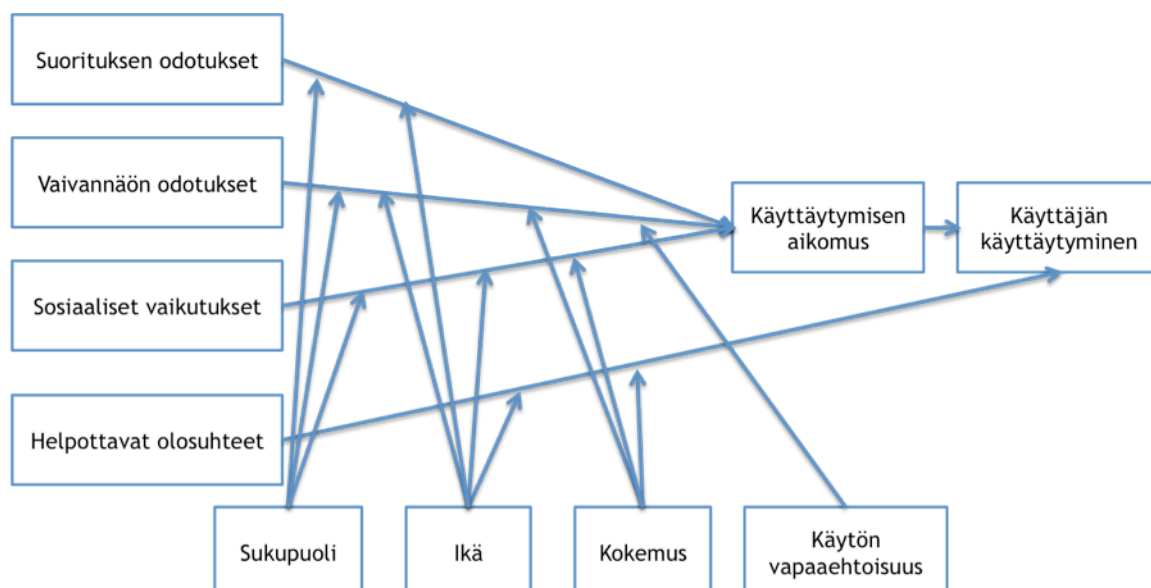 Suorituksen odotukset
Vaivannäön odotukset
Käyttäytymisen
aikomus
Käyttäjän
käyttäytyminen
Sosiaaliset vaikutukset
Helpottavat olosuhteet
Sukupuoli
Ikä
Kokemus
Käytön
vapaaehtoisuus